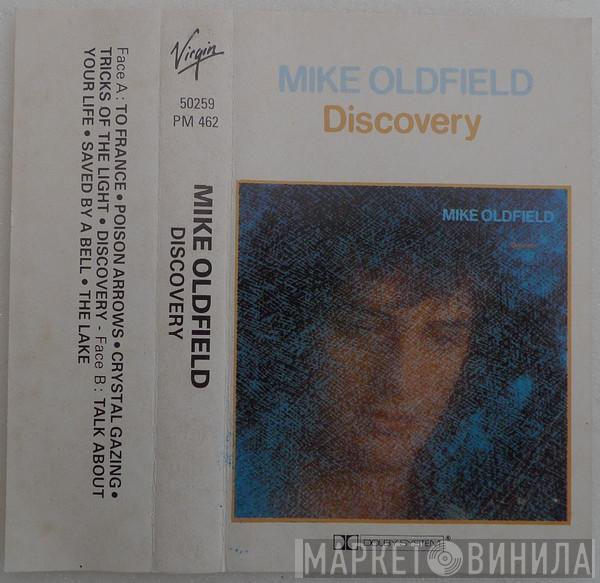 Face A : TO FRANCE • POISON ARROWS • CRYSTAL GAZING •
TRICKS OF THE LIGHT • DISCOVERY - Face B : TALK ABOUT
YOUR LIFE • SAVED BY A BELL • THE LAKE
Virgin
50259
PM 462
MIKE OLDFIELD
DISCOVERY
MIKE OLDFIELD
Discovery
MIKE OLDFIELD
Discovery
DOLBY SYSTEM®
МАРКЕТ ВИНИЛА